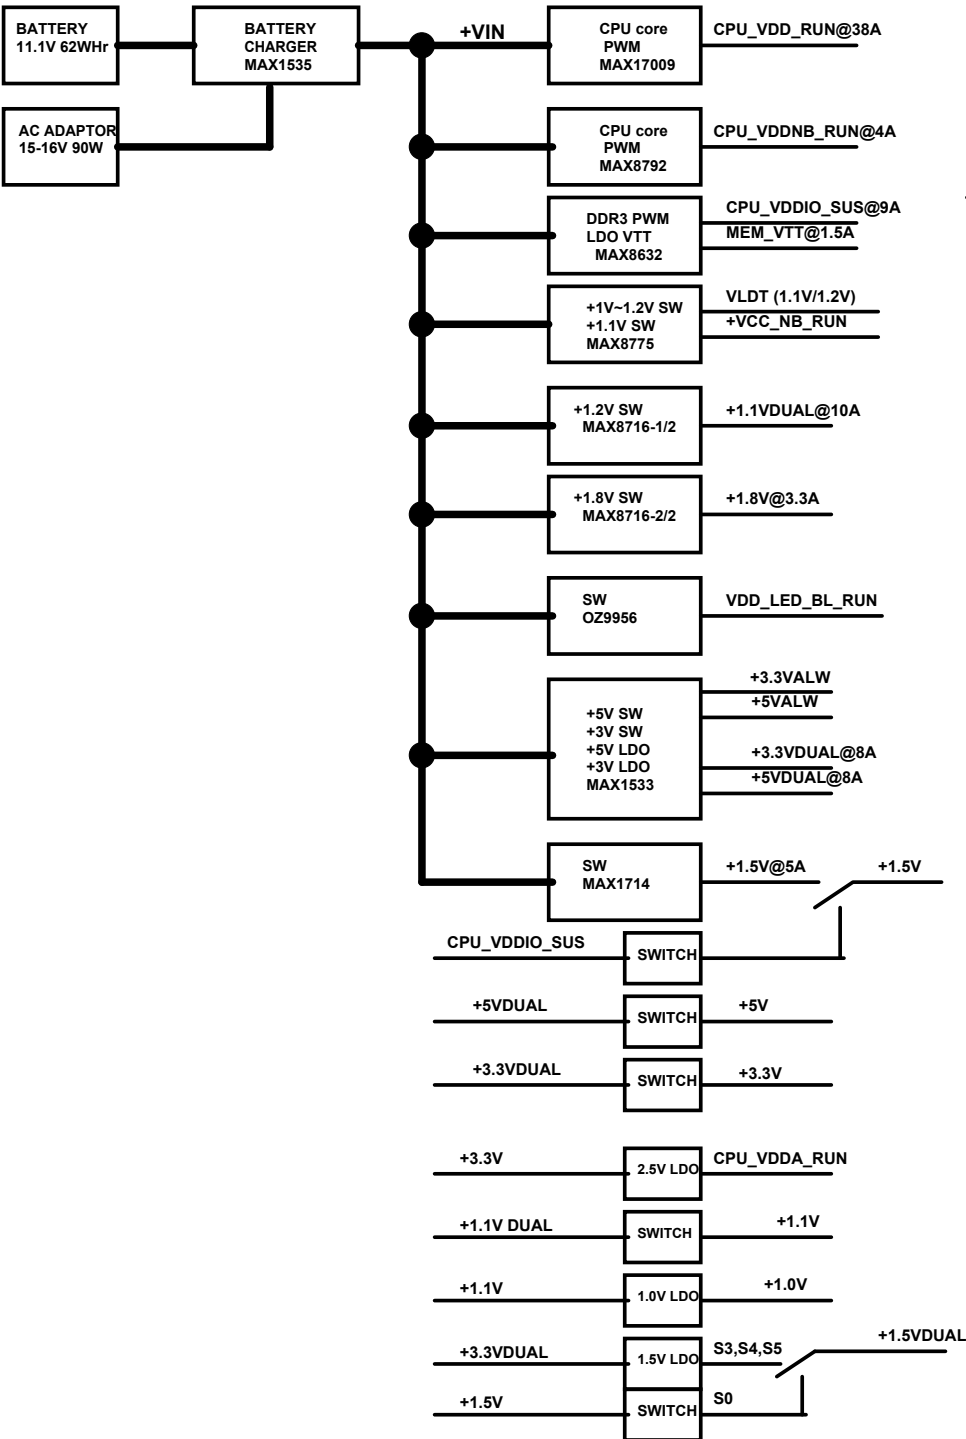 BATTERY
11.1V 62WHr
BATTERY
CHARGER
MAX1535
+VIN
CPU core
PWM
MAX17009
CPU_VDD_RUN@38A
AC ADAPTOR
15-16V 90W
CPU core
PWM
MAX8792
CPU_VDDNB_RUN@4A
DDR3 PWM
LDO VTT
MAX8632
CPU_VDDIO_SUS@9A
MEM_VTT@1.5A
+1V~1.2V SW
+1.1V SW
MAX8775
VLDT (1.1V/1.2V)
+VCC_NB_RUN
+1.2V SW
MAX8716-1/2
+1.1VDUAL@10A
+1.8V SW
MAX8716-2/2
+1.8V@3.3A
SW
OZ9956
VDD_LED_BL_RUN
+5V SW
+3V SW
+5V LDO
+3V LDO
MAX1533
+3.3VALW
+5VALW
+3.3VDUAL@8A
+5VDUAL@8A
SW
MAX1714
+1.5V@5A
+1.5V
CPU_VDDIO_SUS
SWITCH
+5VDUAL
SWITCH
+5V
+3.3VDUAL
SWITCH
+3.3V
+3.3V
2.5V LDO
CPU_VDDA_RUN
+1.1V DUAL
SWITCH
+1.1V
+1.1V
1.0V LDO
+1.0V
+3.3VDUAL
1.5V LDO
S3,S4,S5
+1.5VDUAL
+1.5V
SWITCH
S0